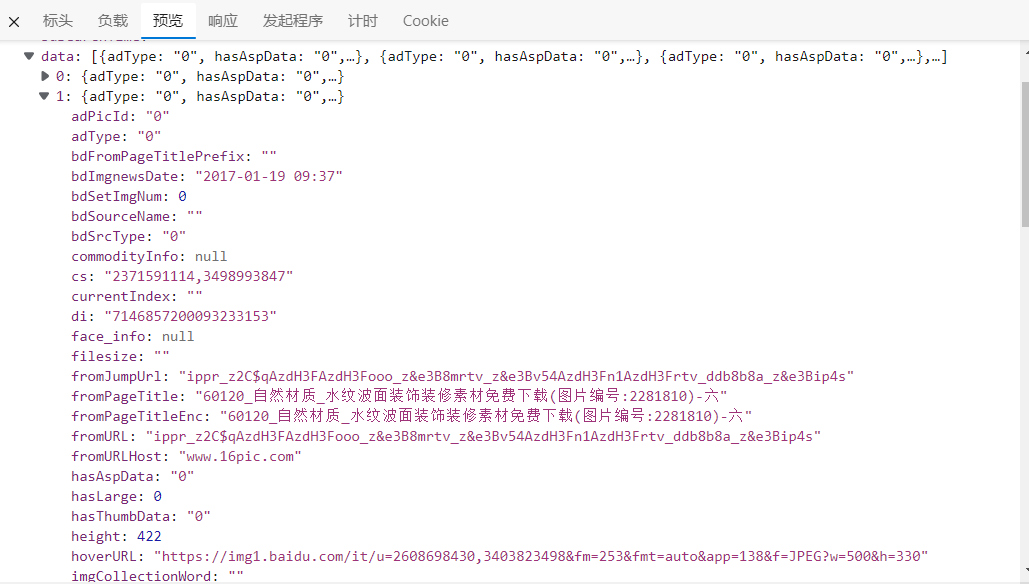 标头 负载 预览 响应 发起程序 计时 Cookie
data: [{adType: "0", hasAspData: "0",…}, {adType: "0", hasAspData: "0",…}, {adType: "0", hasAspData: "0",…},…]
0: {adType: "0", hasAspData: "0",…}
1: {adType: "0", hasAspData: "0",…}
adPicId: "0"
adType: "0"
bdFromPageTitlePrefix: ""
bdImgnewsDate: "2017-01-19 09:37"
bdSetImgNum: 0
bdSourceName: ""
bdSrcType: "0"
commodityInfo: null
cs: "2371591114,3498993847"
currentIndex: ""
di: "7146857200093233153"
face_info: null
filesize: ""
fromJumpUrl: "ippr_z2C$qAzdH3FAzdH3Fooo_z&e3B8mrtv_z&e3Bv54AzdH3Fn1AzdH3Frtv_ddb8b8a_z&e3Bip4s"
fromPageTitle: "60120_自然材质_水纹波面装饰装修素材免费下载(图片编号:2281810)-六"
fromPageTitleEnc: "60120_自然材质_水纹波面装饰装修素材免费下载(图片编号:2281810)-六"
fromURL: "ippr_z2C$qAzdH3FAzdH3Fooo_z&e3B8mrtv_z&e3Bv54AzdH3Fn1AzdH3Frtv_ddb8b8a_z&e3Bip4s"
fromURLHost: "www.16pic.com"
hasAspData: "0"
hasLarge: 0
hasThumbData: "0"
height: 422
hoverURL: "https://img1.baidu.com/it/u=2608698430,3403823498&fm=253&fmt=auto&app=138&f=JPEG?w=500&h=330"
imgCollectionWord: ""